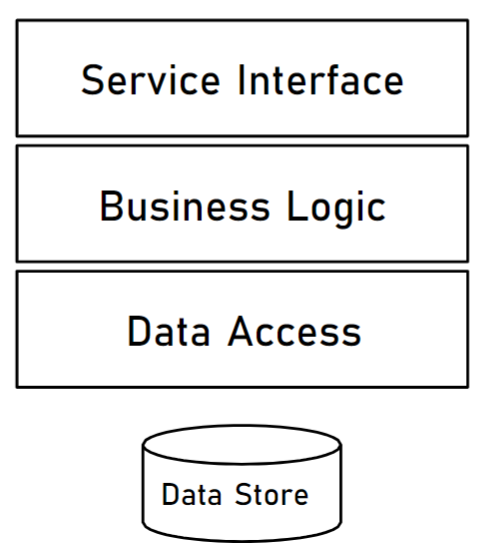 Service Interface
Business Logic
Data Access
Data Store